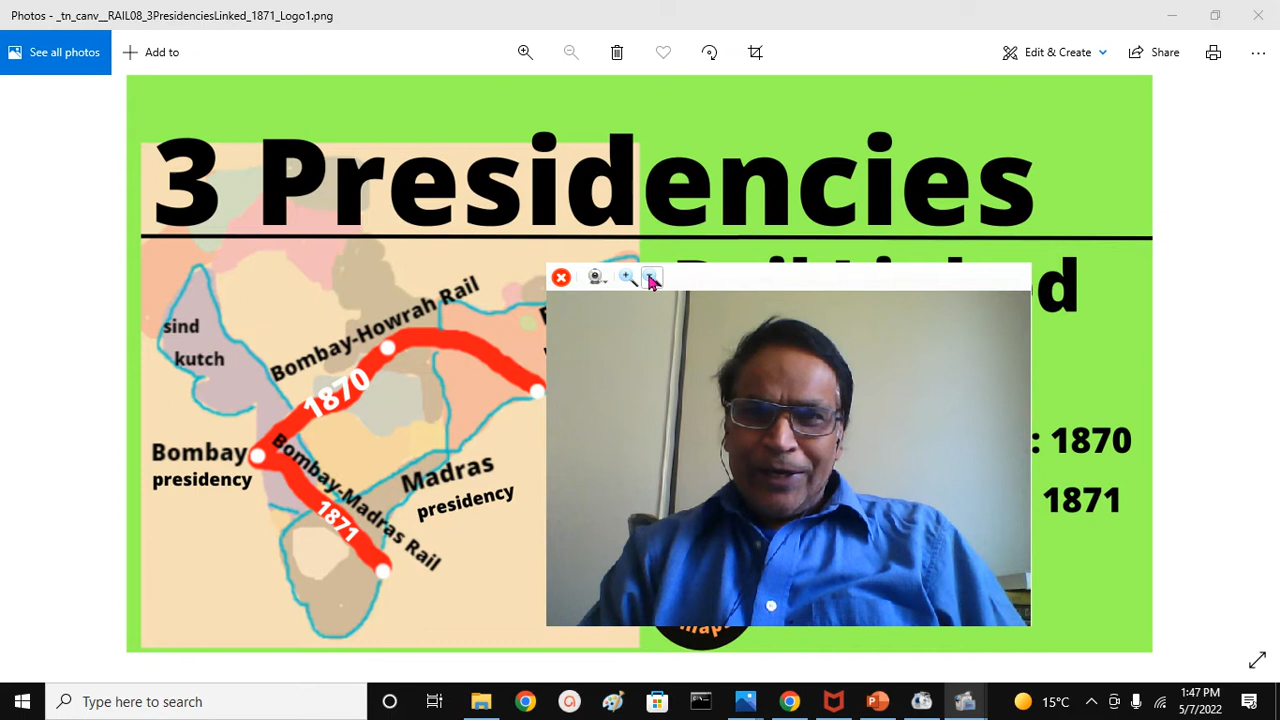 Photos - _tn_canv__RAIL08_3PresidenciesLinked_1871_Logo1.png
See all photos
Add to
Edit & Create
Share
3 Presidencies
sind
kutch
Bombay-Howrah Rail
1870
Bombay
presidency
Bombay-Madras Rail
1871
Madras
presidency
: 1870
1871
Type here to search
15°C
1:47 PM
5/7/2022